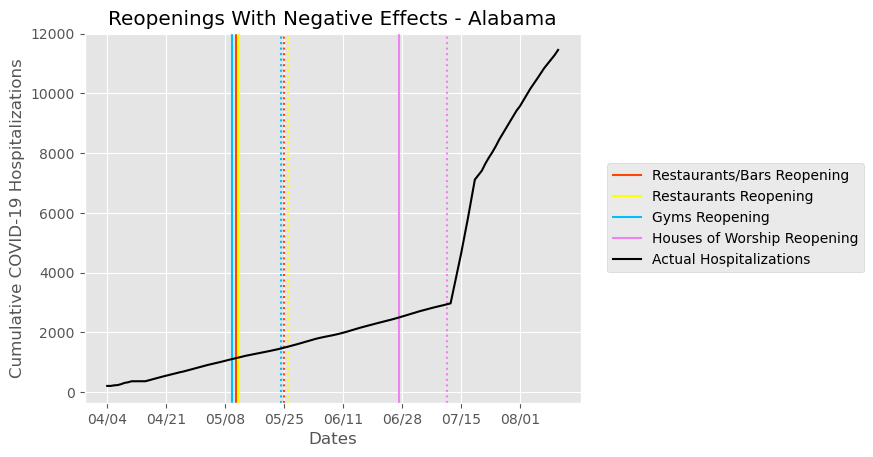 Reopenings With Negative Effects - Alabama
Cumulative COVID-19 Hospitalizations
12000
10000
8000
6000
4000
2000
0
04/04 04/21 05/08 05/25 06/11 06/28 07/15 08/01
Dates
Restaurants/Bars Reopening
Restaurants Reopening
Gyms Reopening
Houses of Worship Reopening
Actual Hospitalizations